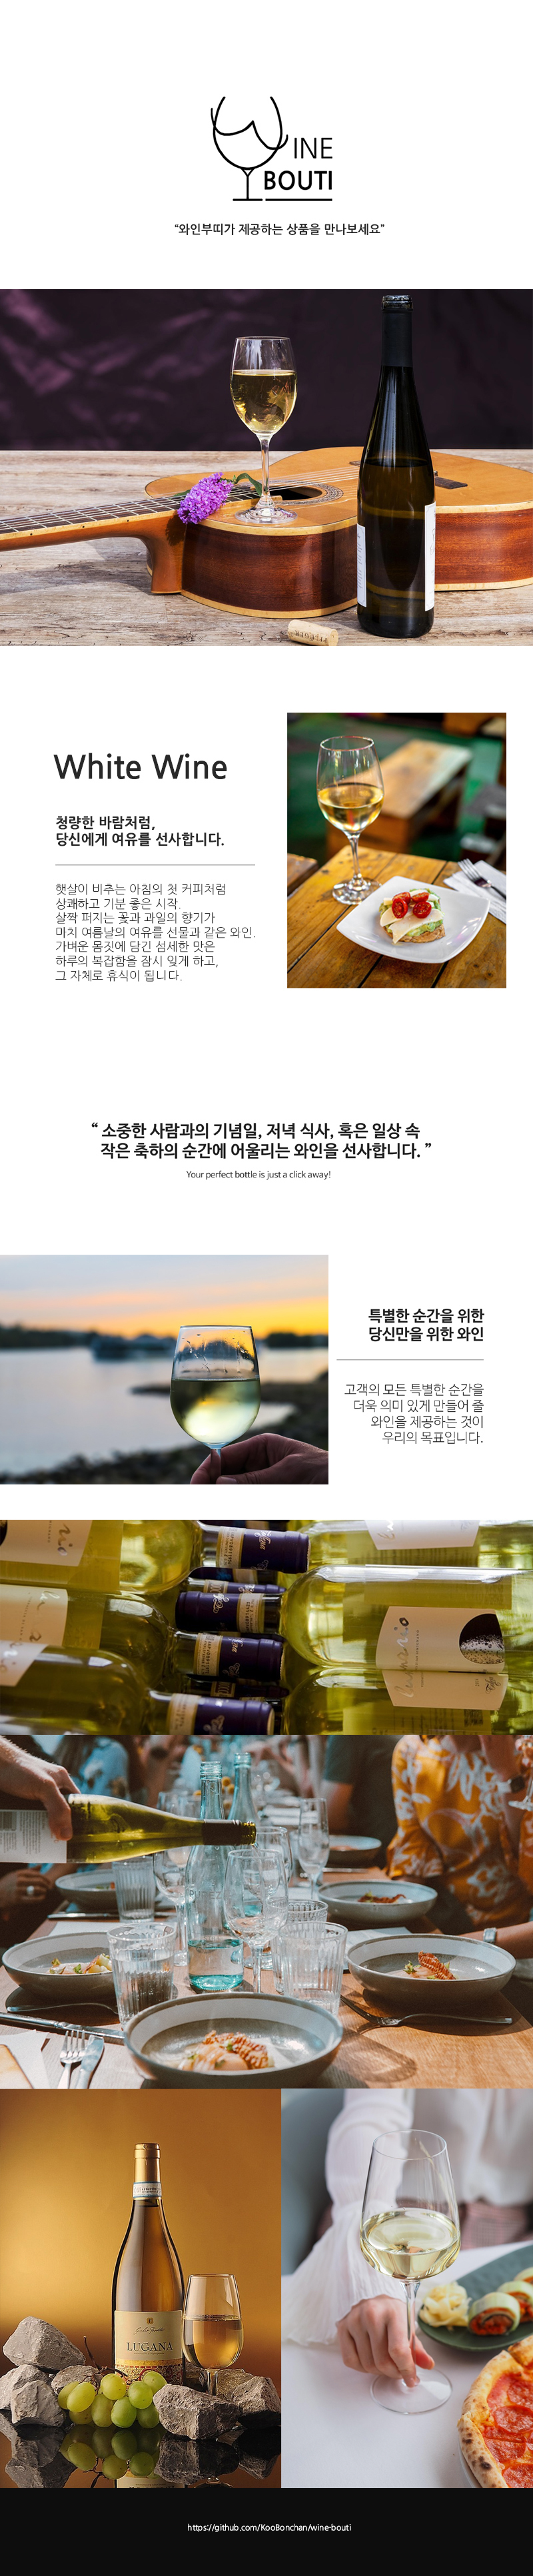 WINE
BOUTI
“와인부띠가 제공하는 상품을 만나보세요”
White Wine
청량한 바람처럼,
당신에게 여유를 선사합니다.
햇살이 비추는 아침의 첫 커피처럼
상쾌하고 기분 좋은 시작.
살짝 퍼지는 꽃과 과일의 향기가
마치 여름날의 여유를 선물과 같은 와인.
가벼운 몸짓에 담긴 섬세한 맛은
하루의 복잡함을 잠시 잊게 하고,
그 자체로 휴식이 됩니다.
“ 소중한 사람과의 기념일, 저녁 식사, 혹은 일상 속
작은 축하의 순간에 어울리는 와인을 선사합니다. ”
Your perfect bottle is just a click away!
특별한 순간을 위한
당신만을 위한 와인
고객의 모든 특별한 순간을
더욱 의미 있게 만들어 줄
와인을 제공하는 것이
우리의 목표입니다.
LUGANA
https://github.com/KooBonchan/wine-bouti